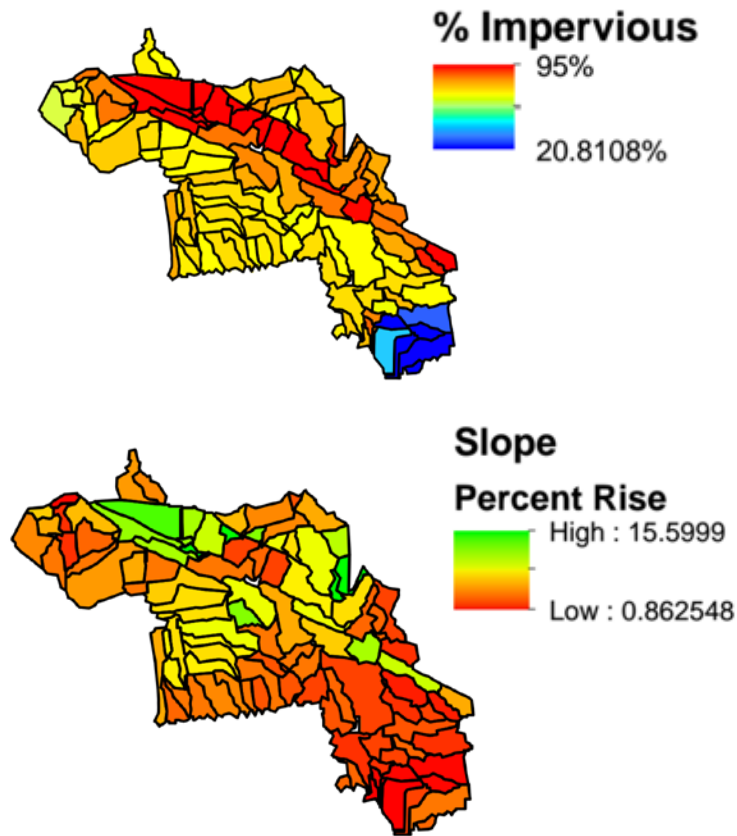 % Impervious
95%
20.8108%
Slope
Percent Rise
High : 15.5999
Low : 0.862548